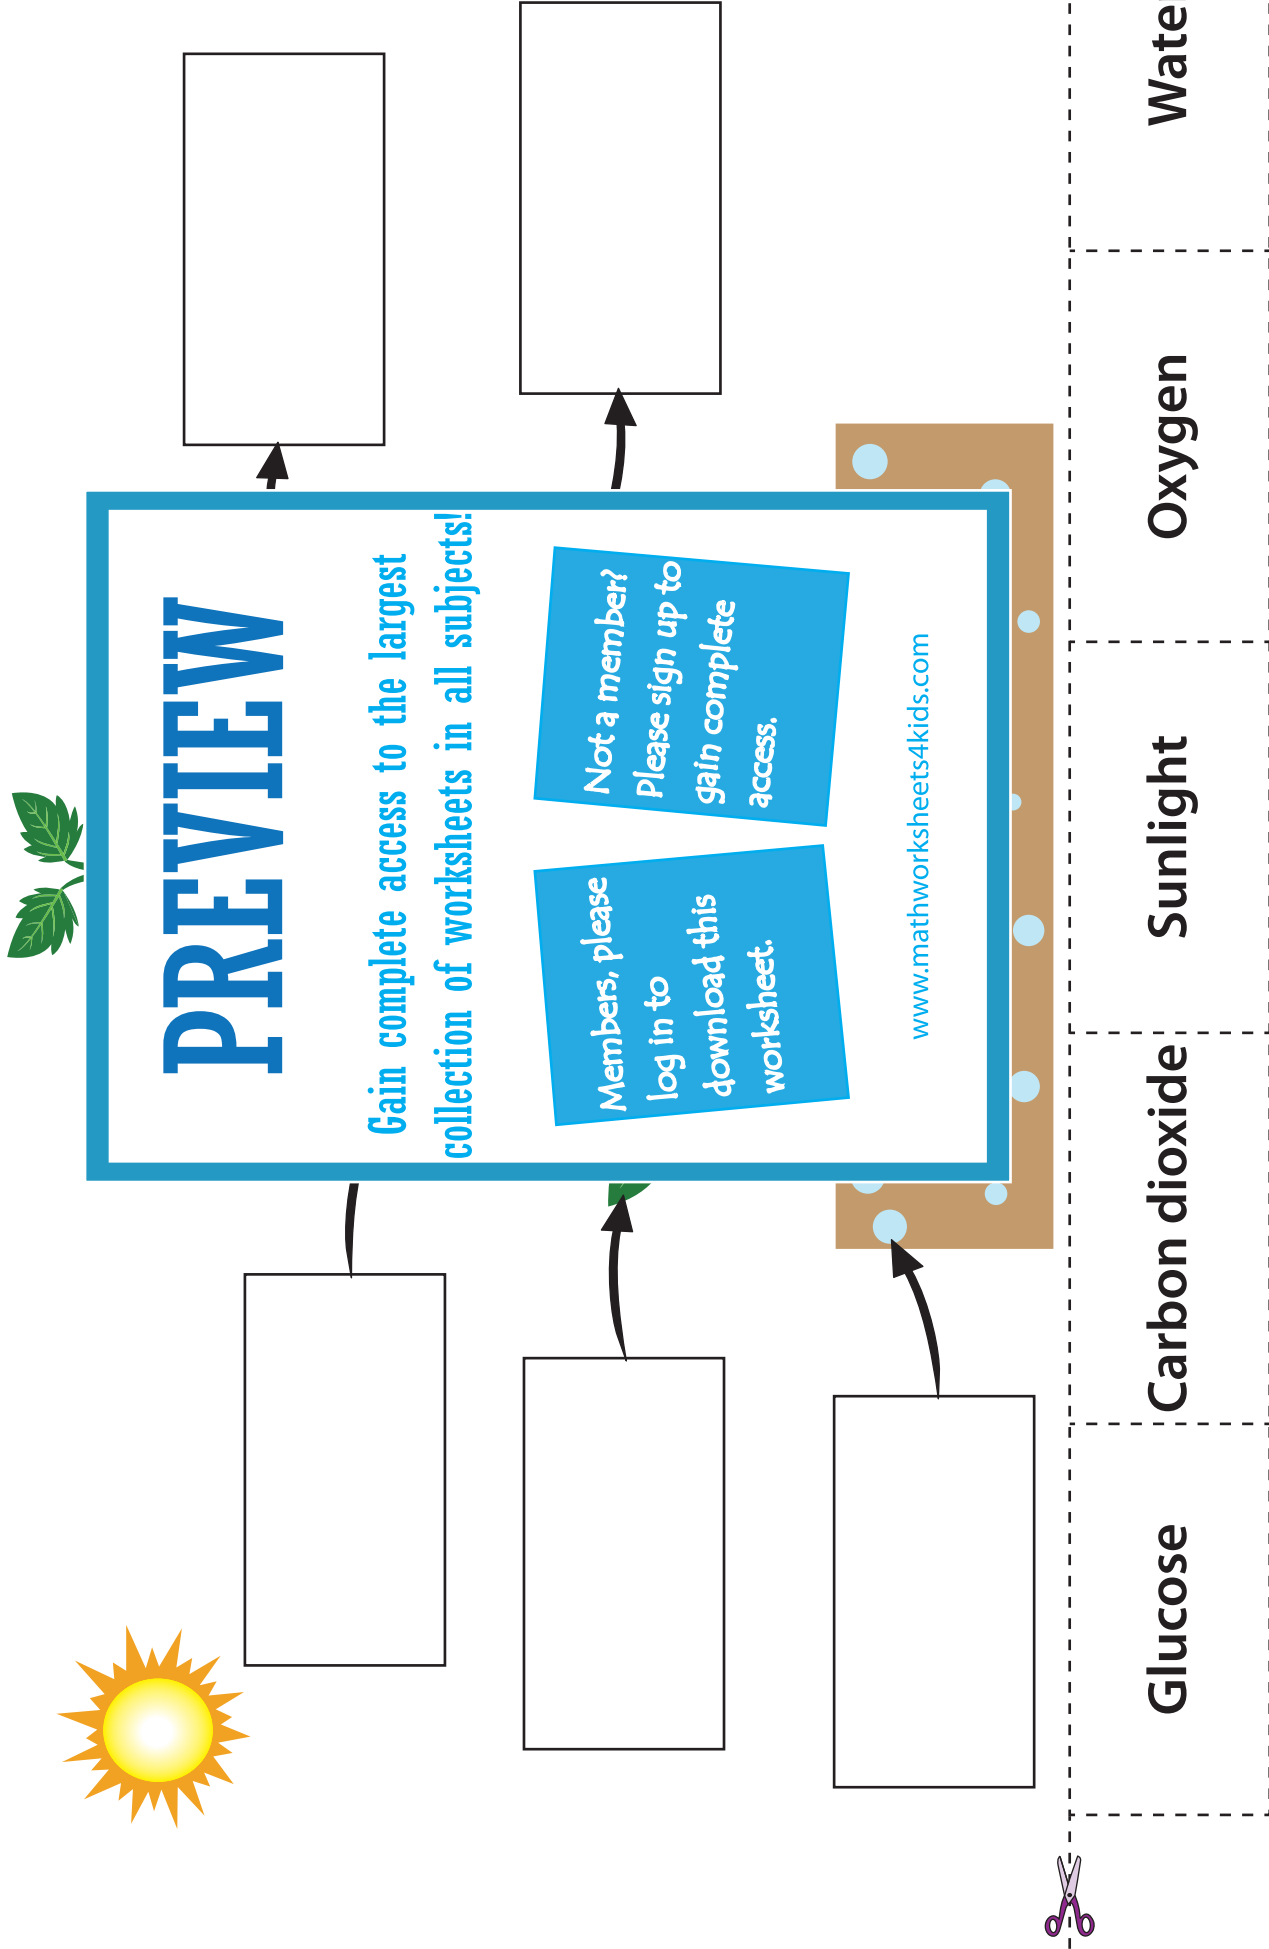 PREVIEW
Gain complete access to the largest
collection of worksheets in all subjects!
Members, please
log in to
download this
worksheet.
Not a member?
Please sign up to
gain complete
access.
www.mathworksheets4kids.com
Glucose
Carbon dioxide
Sunlight
Oxygen
Wate